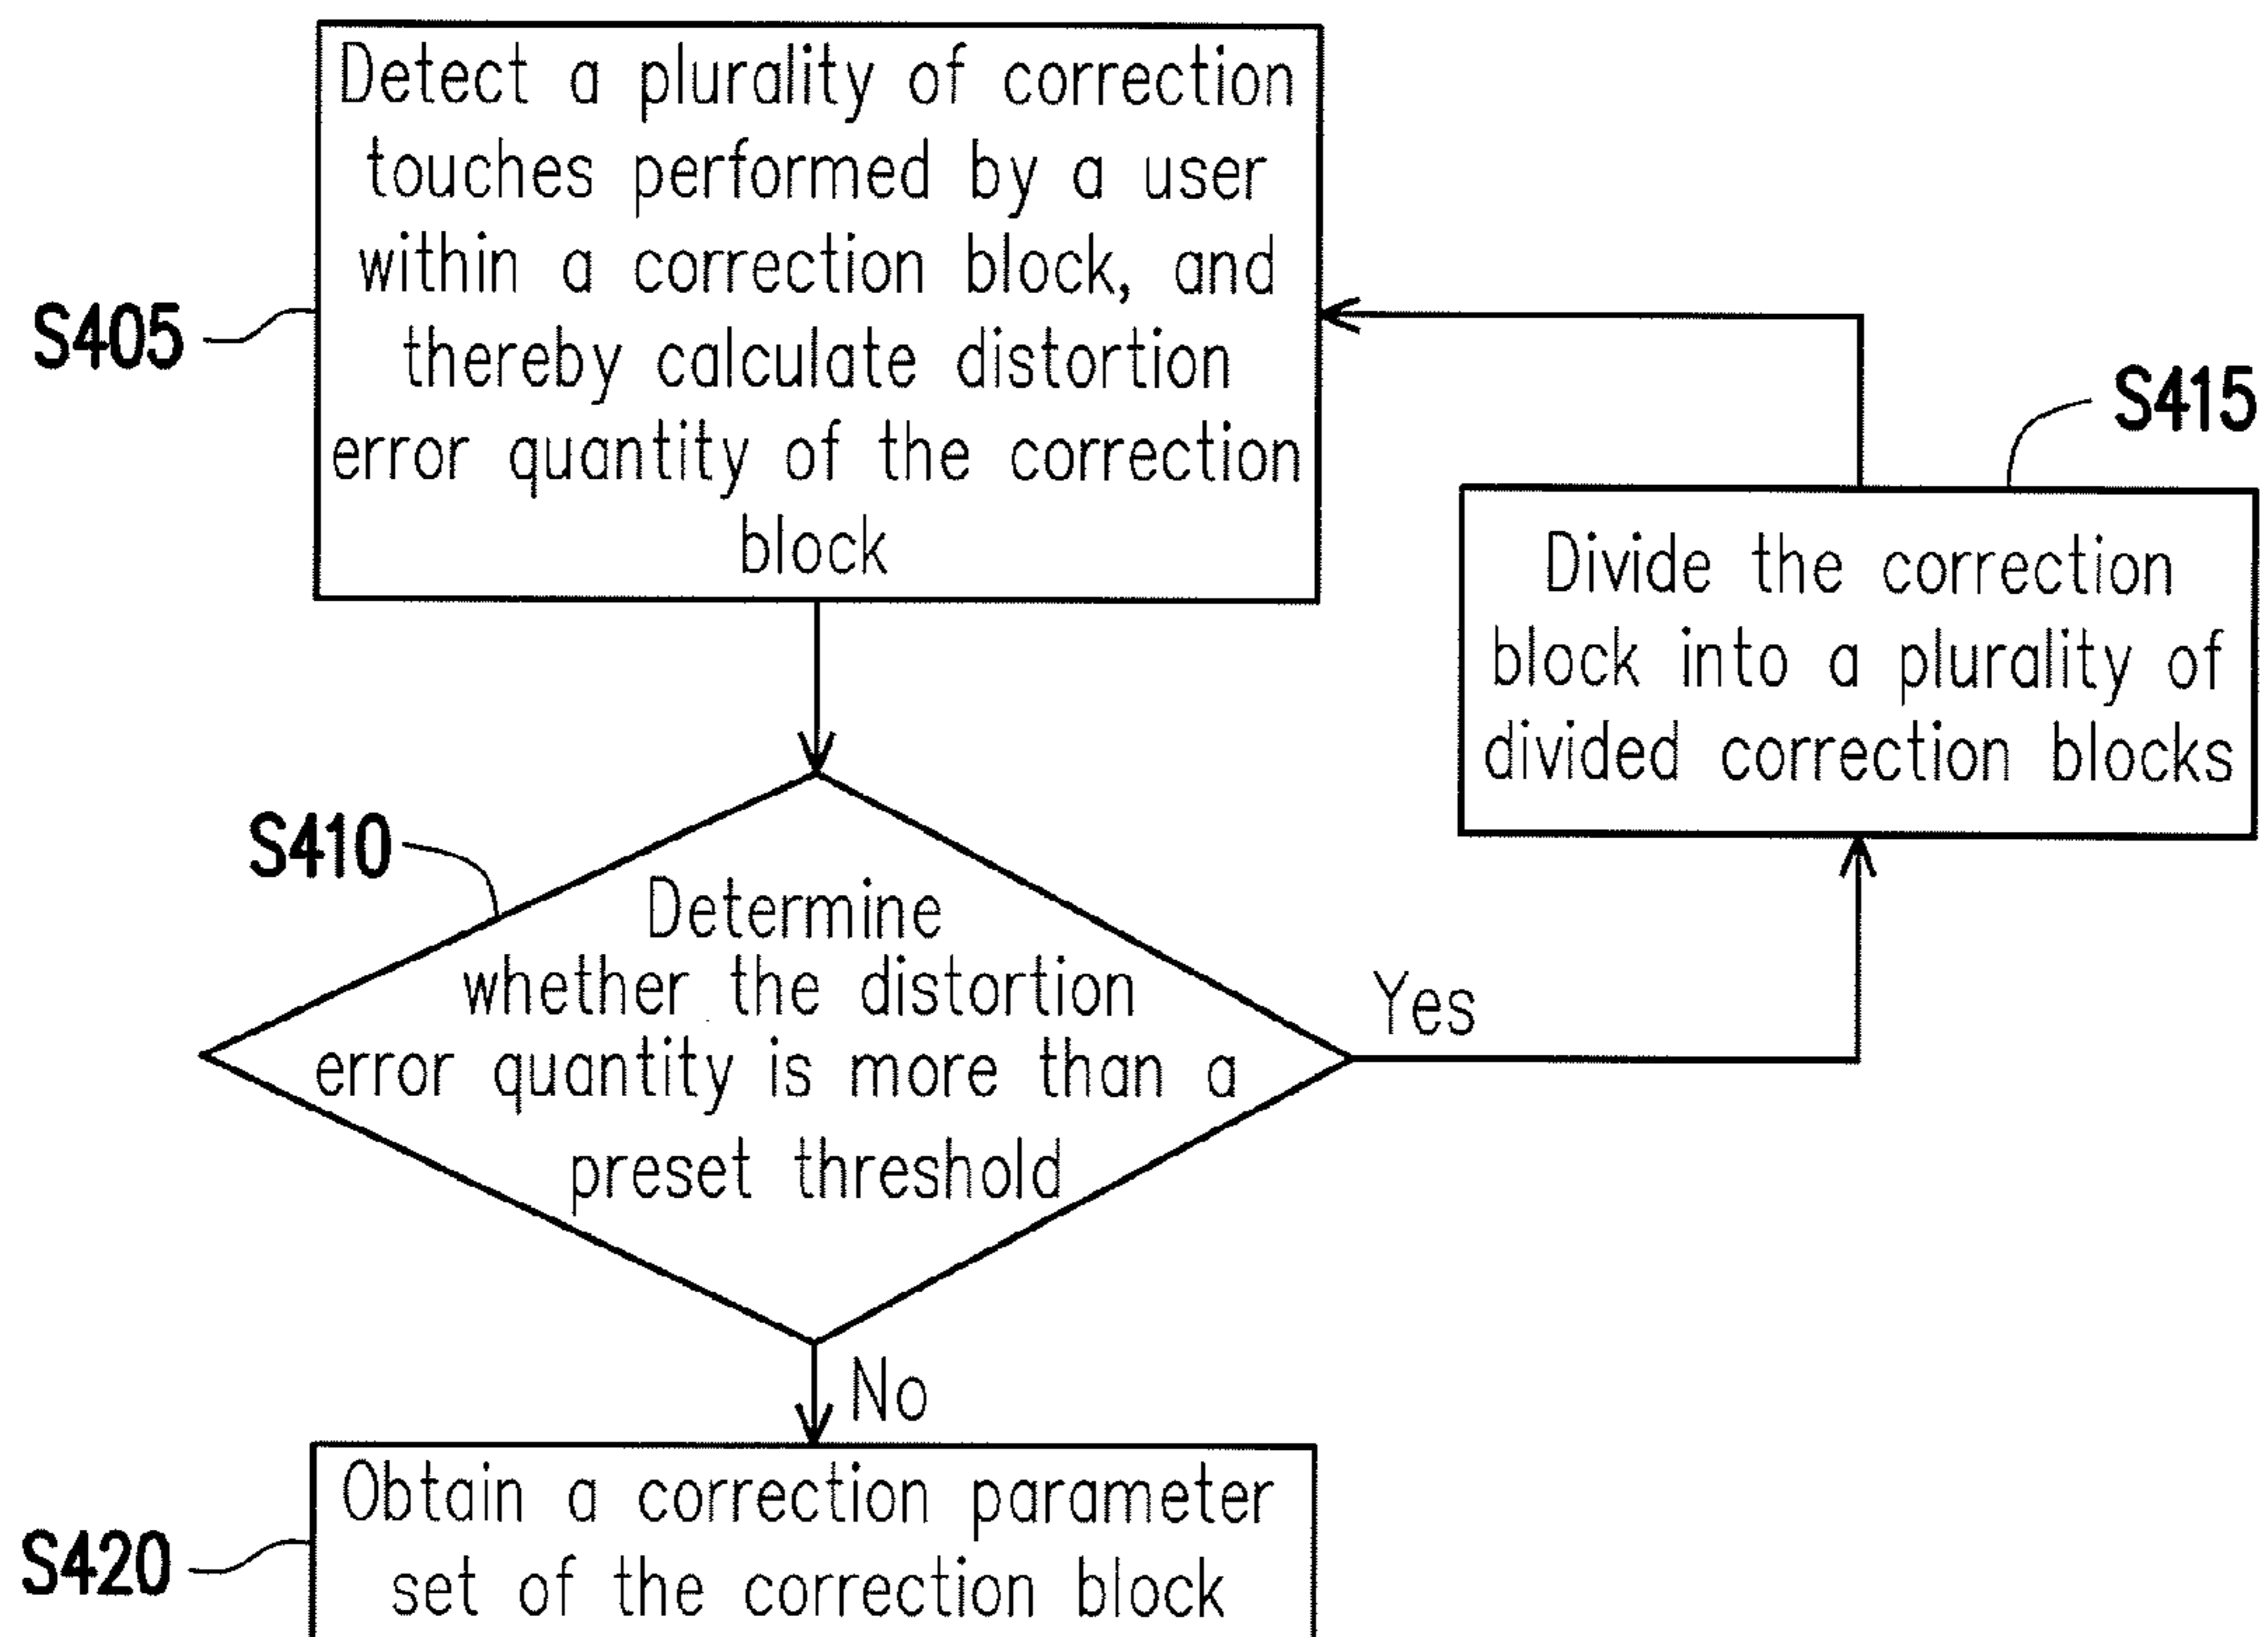 Detect a plurality of correction
touches performed by a user
within a correction block, and
thereby calculate distortion
error quantity of the correction
block
S405
S415
Divide the correction
block into a plurality of
divided correction blocks
S410
Determine
whether the distortion
error quantity is more than a
preset threshold
Yes
No
Obtain a correction parameter
set of the correction block
S420